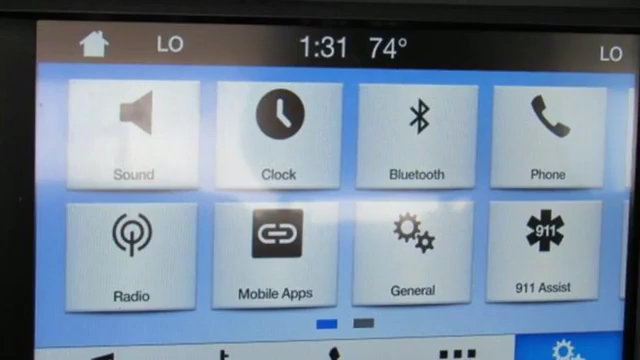 LO 1:31 74° LO
Sound Clock Bluetooth Phone
911
Radio Mobile Apps General 911 Assist